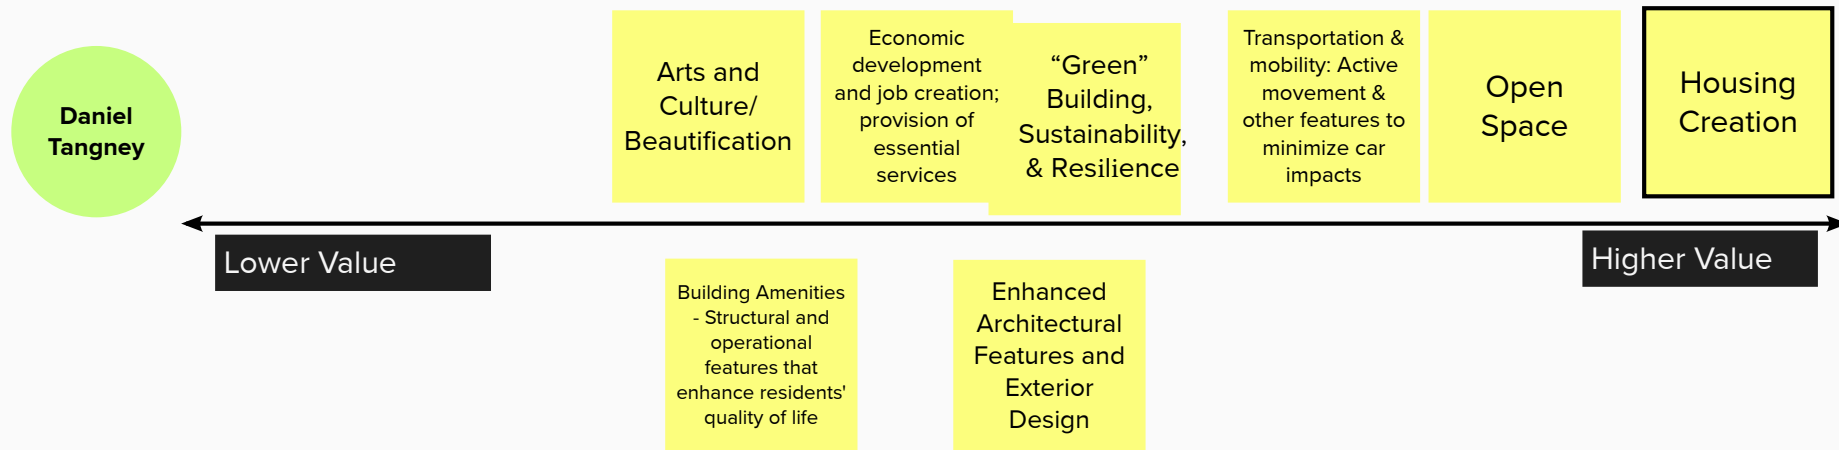 Daniel
Tangney
Arts and
Culture/
Beautification
Economic
development
and job creation;
provision of
essential
services
“Green”
Building,
Sustainability,
& Resilience
Transportation &
mobility: Active
movement &
other features to
minimize car
impacts
Open
Space
Housing
Creation
Lower Value
Higher Value
Building Amenities
- Structural and
operational
features that
enhance residents'
quality of life
Enhanced
Architectural
Features and
Exterior
Design